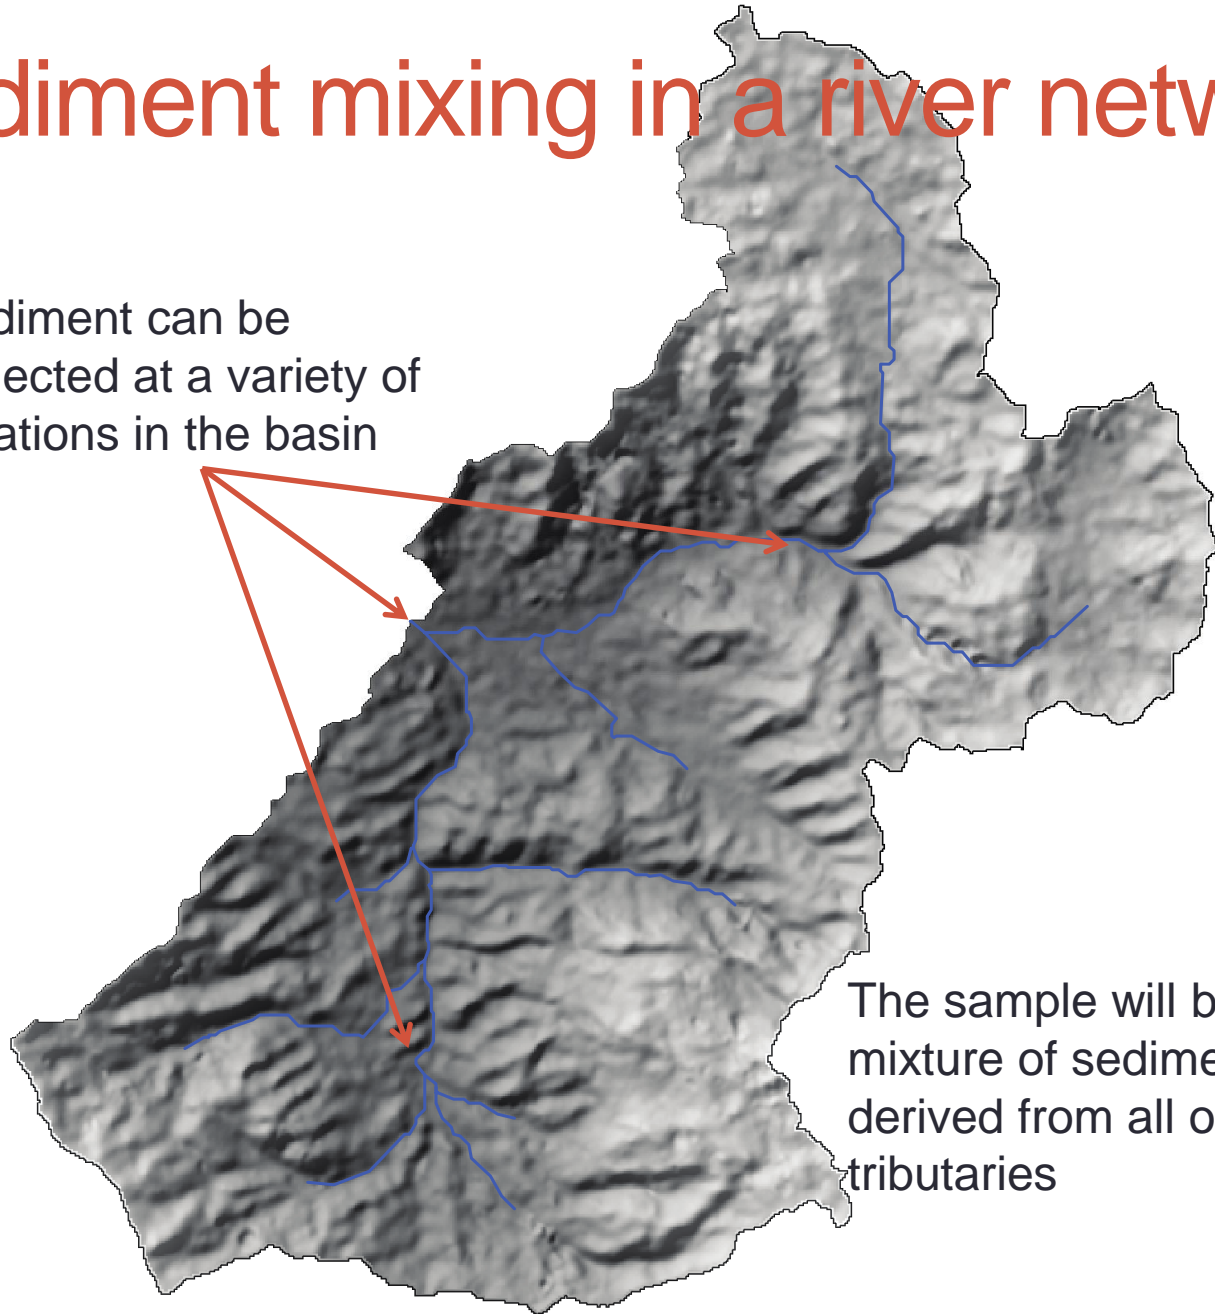 diment mixing in a river netw
diment can be
ected at a variety of
ations in the basin
The sample will b
mixture of sedime
derived from all o
tributaries